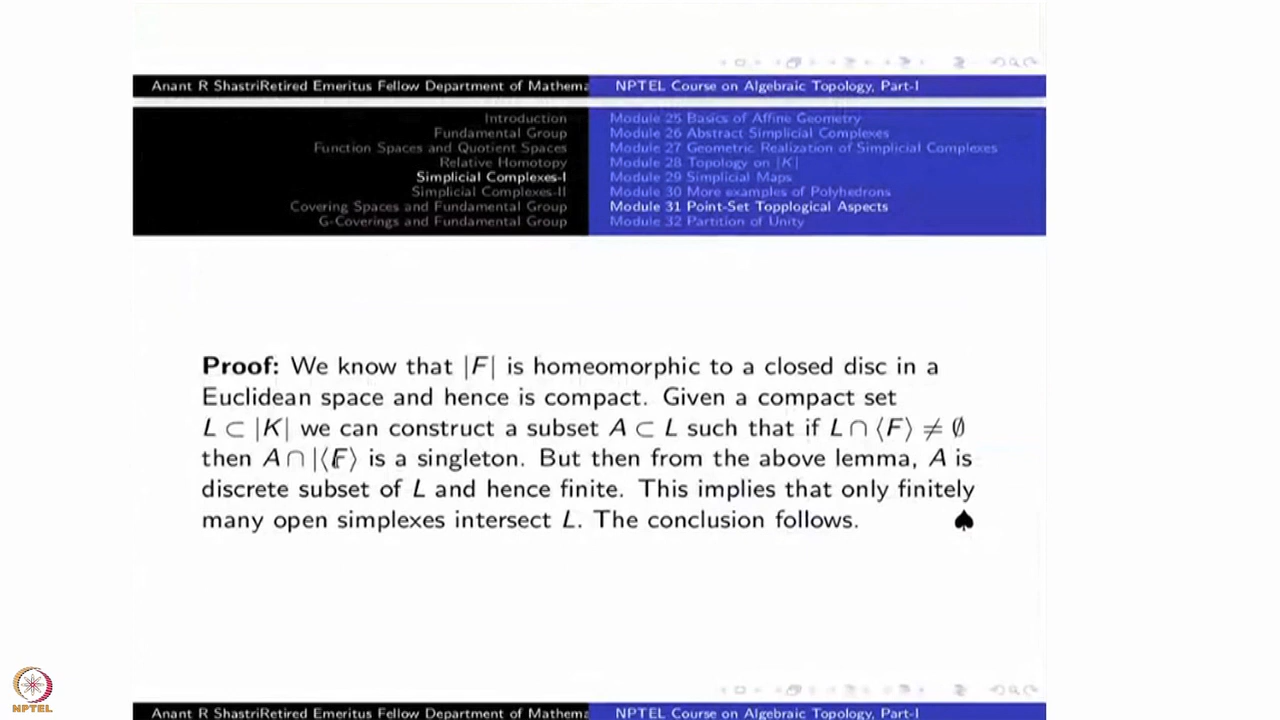 Anant R ShastriRetired Emeritus Fellow Department of Mathema
NPTEL Course on Algebraic Topology, Part-I
Introduction
Fundamental Group
Function Spaces and Quotient Spaces
Relative Homotopy
Simplicial Complexes-I
Simplicial Complexes-II
Covering Spaces and Fundamental Group
G-Coverings and Fundamental Group
Module 25 Basics of Affine Geometry
Module 26 Abstract Simplicial Complexes
Module 27 Geometric Realization of Simplicial Complexes
Module 28 Topology on |K|
Module 29 Simplicial Maps
Module 30 More examples of Polyhedrons
Module 31 Point-Set Topplogical Aspects
Module 32 Partition of Unity
Proof: We know that |F| is homeomorphic to a closed disc in a
Euclidean space and hence is compact. Given a compact set
L ⊂ |K| we can construct a subset A ⊂ L such that if L ∩ ⟨F⟩ ≠ ∅
then A ∩ |⟨F⟩ is a singleton. But then from the above lemma, A is
discrete subset of L and hence finite. This implies that only finitely
many open simplexes intersect L. The conclusion follows. ♠
NPTEL
Anant R ShastriRetired Emeritus Fellow Department of Mathema
NPTEL Course on Algebraic Topology, Part-I